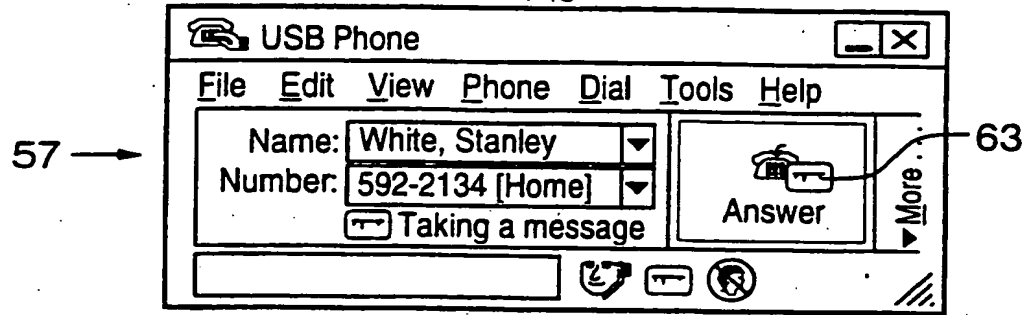 USB Phone
File Edit View Phone Dial Tools Help
Name: White, Stanley
Number: 592-2134 [Home]
Taking a message
Answer
More...
57
63